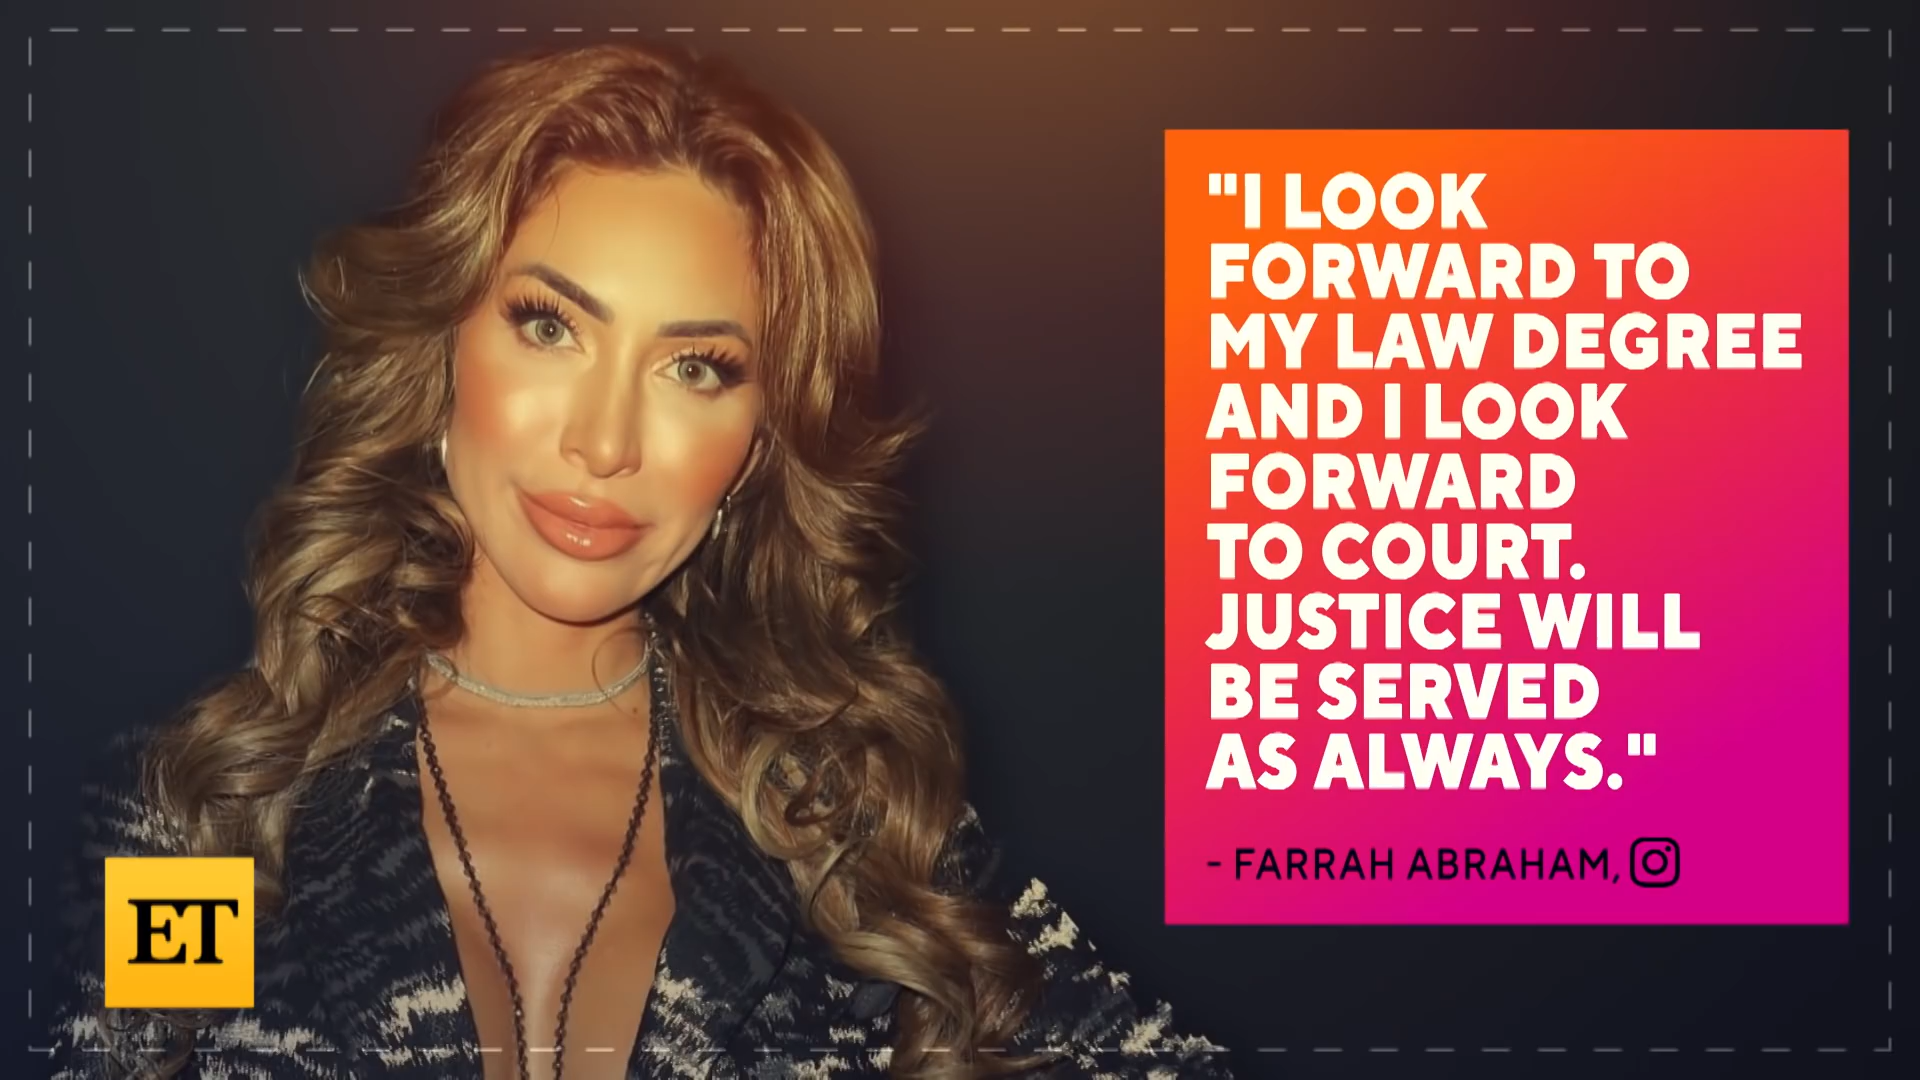 "I LOOK
FORWARD TO
MY LAW DEGREE
AND I LOOK
FORWARD
TO COURT.
JUSTICE WILL
BE SERVED
AS ALWAYS."
- FARRAH ABRAHAM,
ET